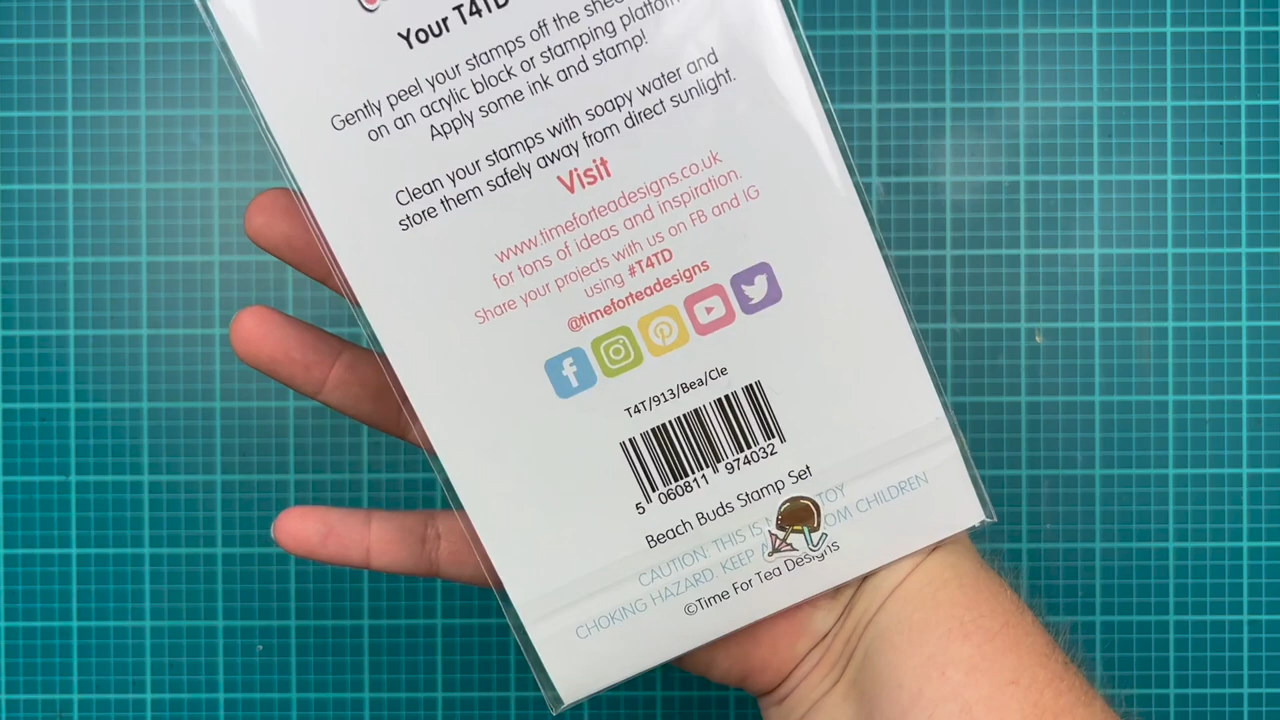 Your T4TD
Gently peel your stamps off the sheet
on an acrylic block or stamping platform
Apply some ink and stamp!
Clean your stamps with soapy water and
store them safely away from direct sunlight.
Visit
www.timeforteadesigns.co.uk
for tons of ideas and inspiration.
Share your projects with us on FB and IG
using #T4TD
@timeforteadesigns
T4T/913/Bea/Cle
5 060811 974032
Beach Buds Stamp Set
CAUTION: THIS IS TOY
CHOKING HAZARD. KEEP FROM CHILDREN
©Time For Tea Designs